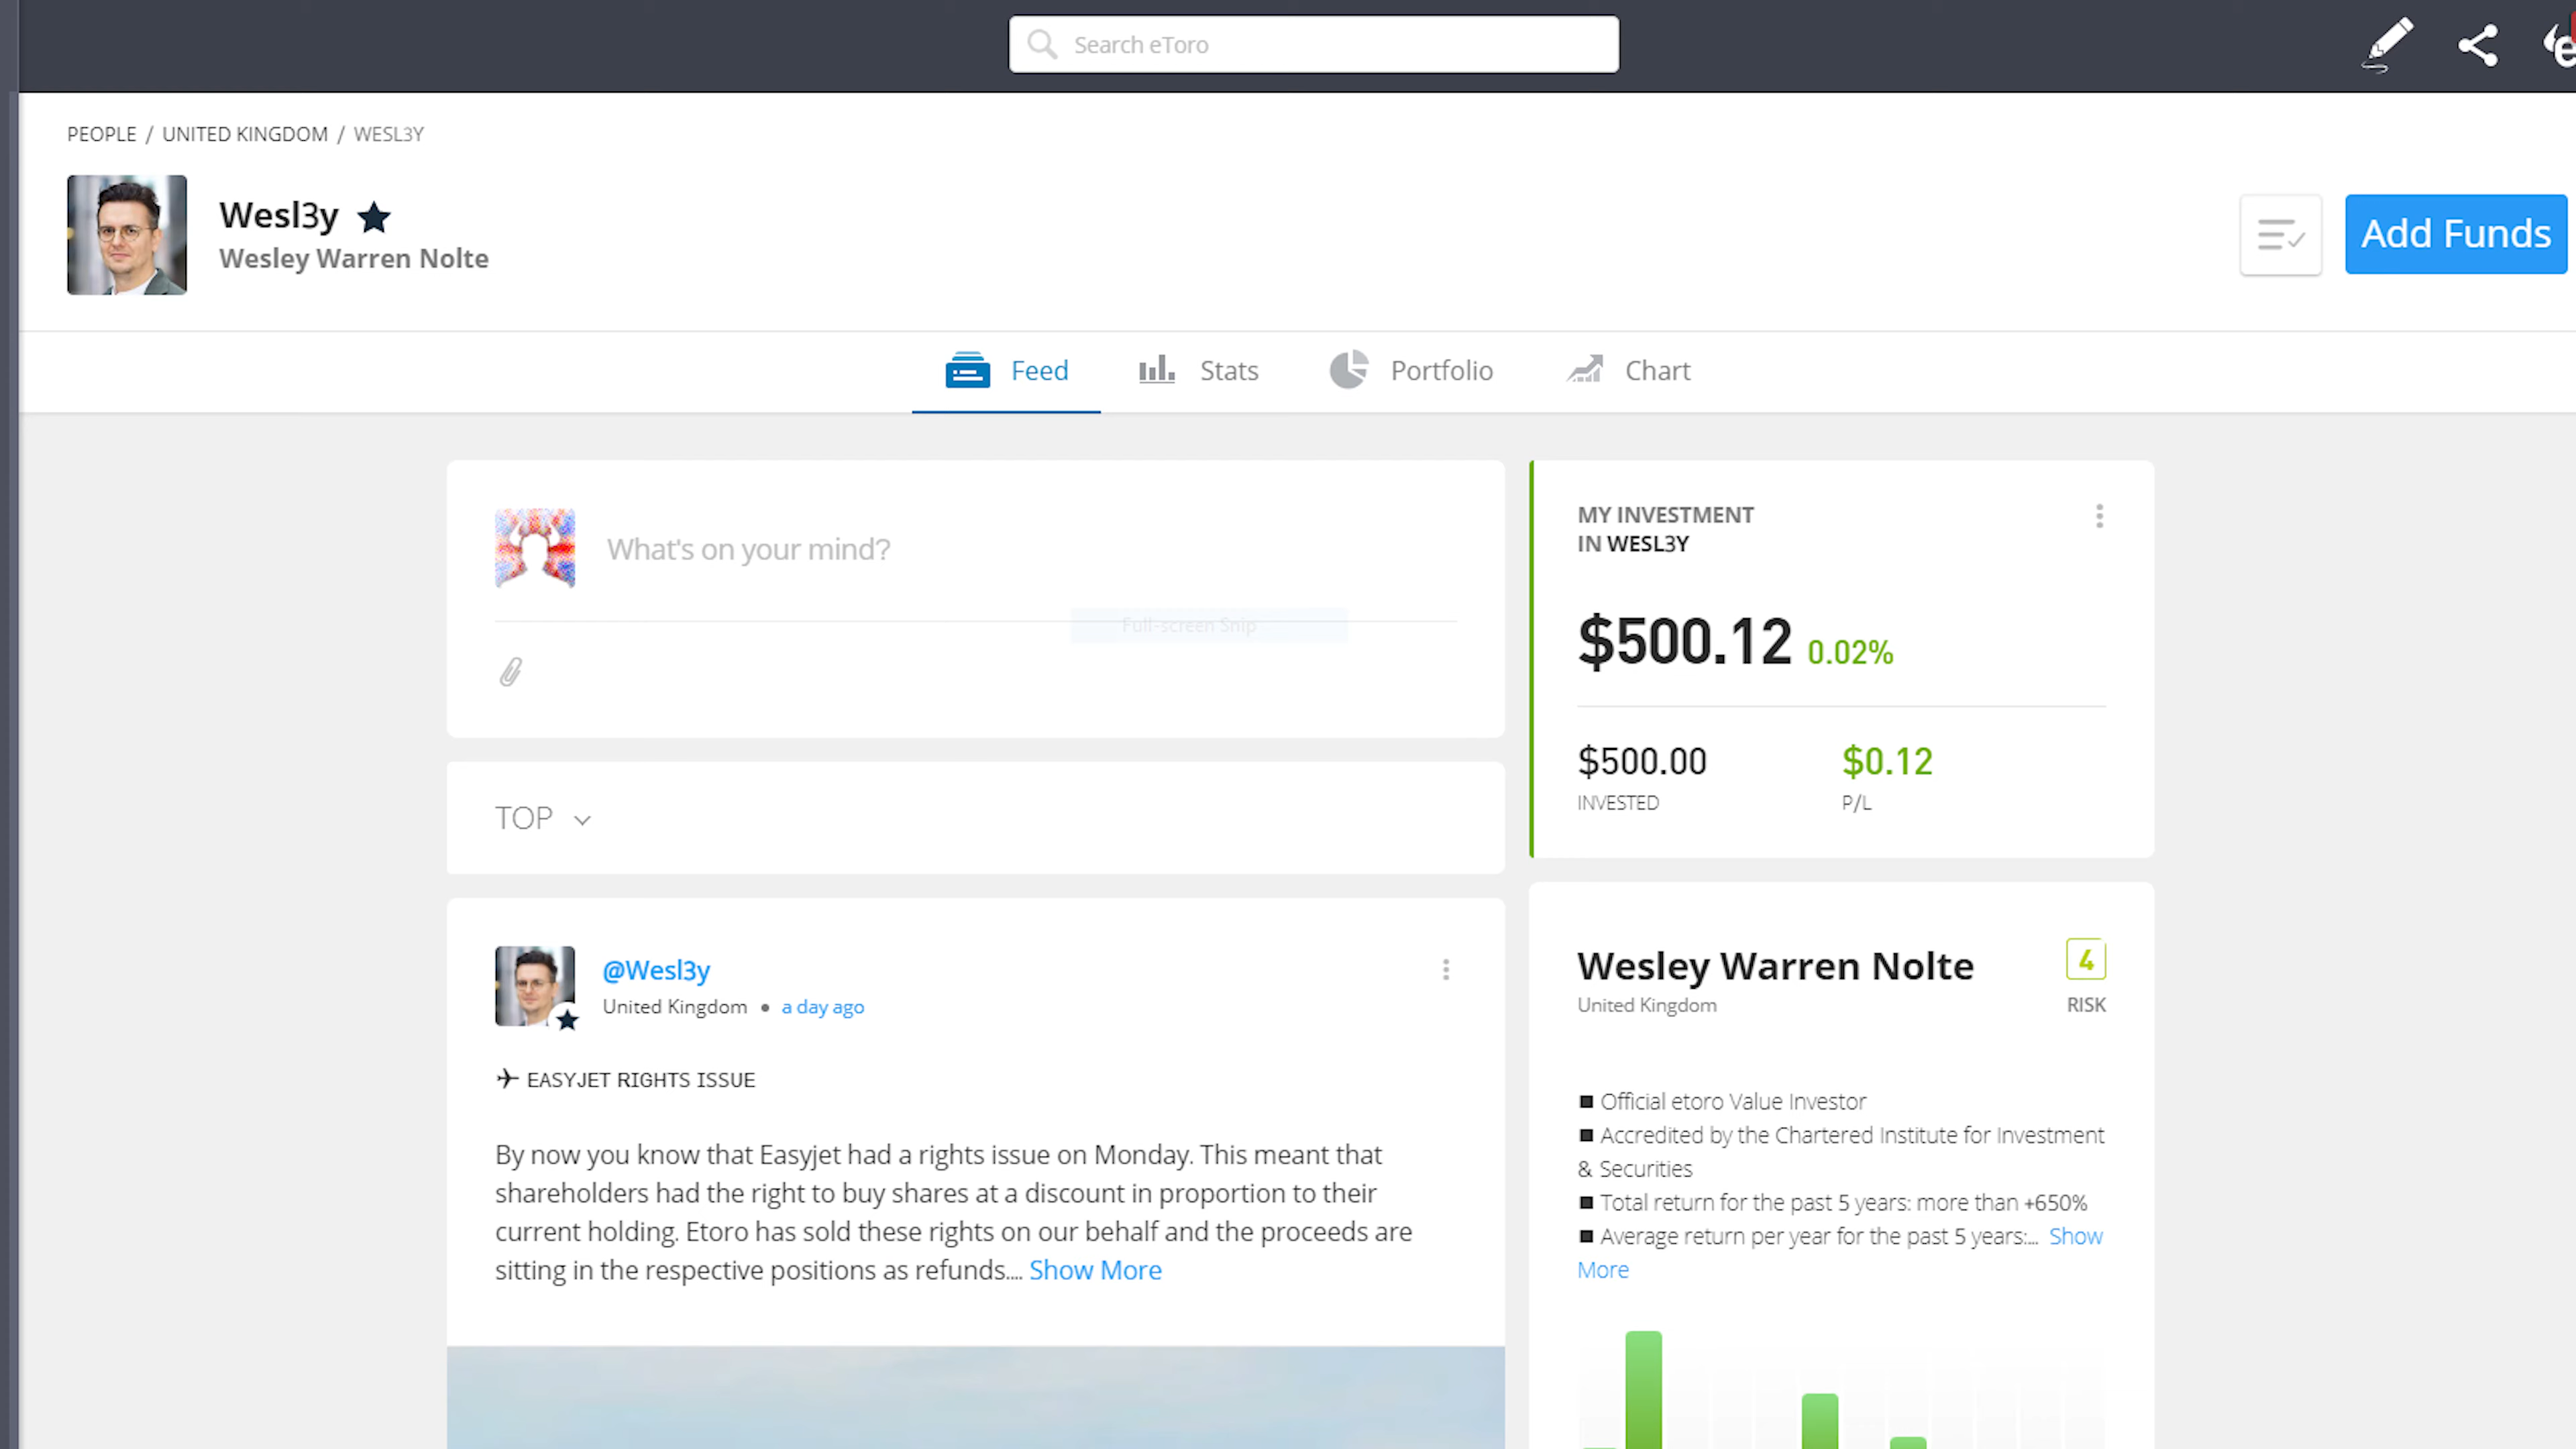 Search eToro
PEOPLE / UNITED KINGDOM / WESL3Y
Wesl3y
Wesley Warren Nolte
Add Funds
Feed
Stats
Portfolio
Chart
What's on your mind?
Full-screen Snip
TOP
@Wesl3y
United Kingdom • a day ago
✈ EASYJET RIGHTS ISSUE
By now you know that Easyjet had a rights issue on Monday. This meant that
shareholders had the right to buy shares at a discount in proportion to their
current holding. Etoro has sold these rights on our behalf and the proceeds are
sitting in the respective positions as refunds.... Show More
MY INVESTMENT
IN WESL3Y
$500.12 0.02%
$500.00 $0.12
INVESTED P/L
Wesley Warren Nolte
4
United Kingdom
RISK
■ Official etoro Value Investor
■ Accredited by the Chartered Institute for Investment
& Securities
■ Total return for the past 5 years: more than +650%
■ Average return per year for the past 5 years:... Show
More